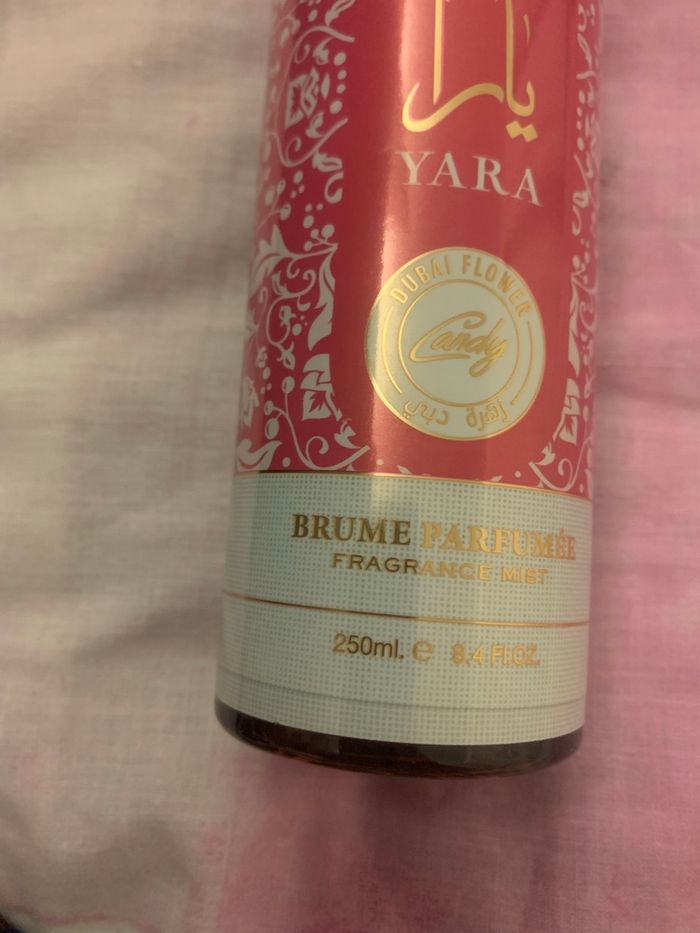 يارا
YARA
DUBAI FLOWER
Candy
زهرة دبي
BRUME PARFUMÉE
FRAGRANCE MIST
250ml. e 8.4 FL.OZ.